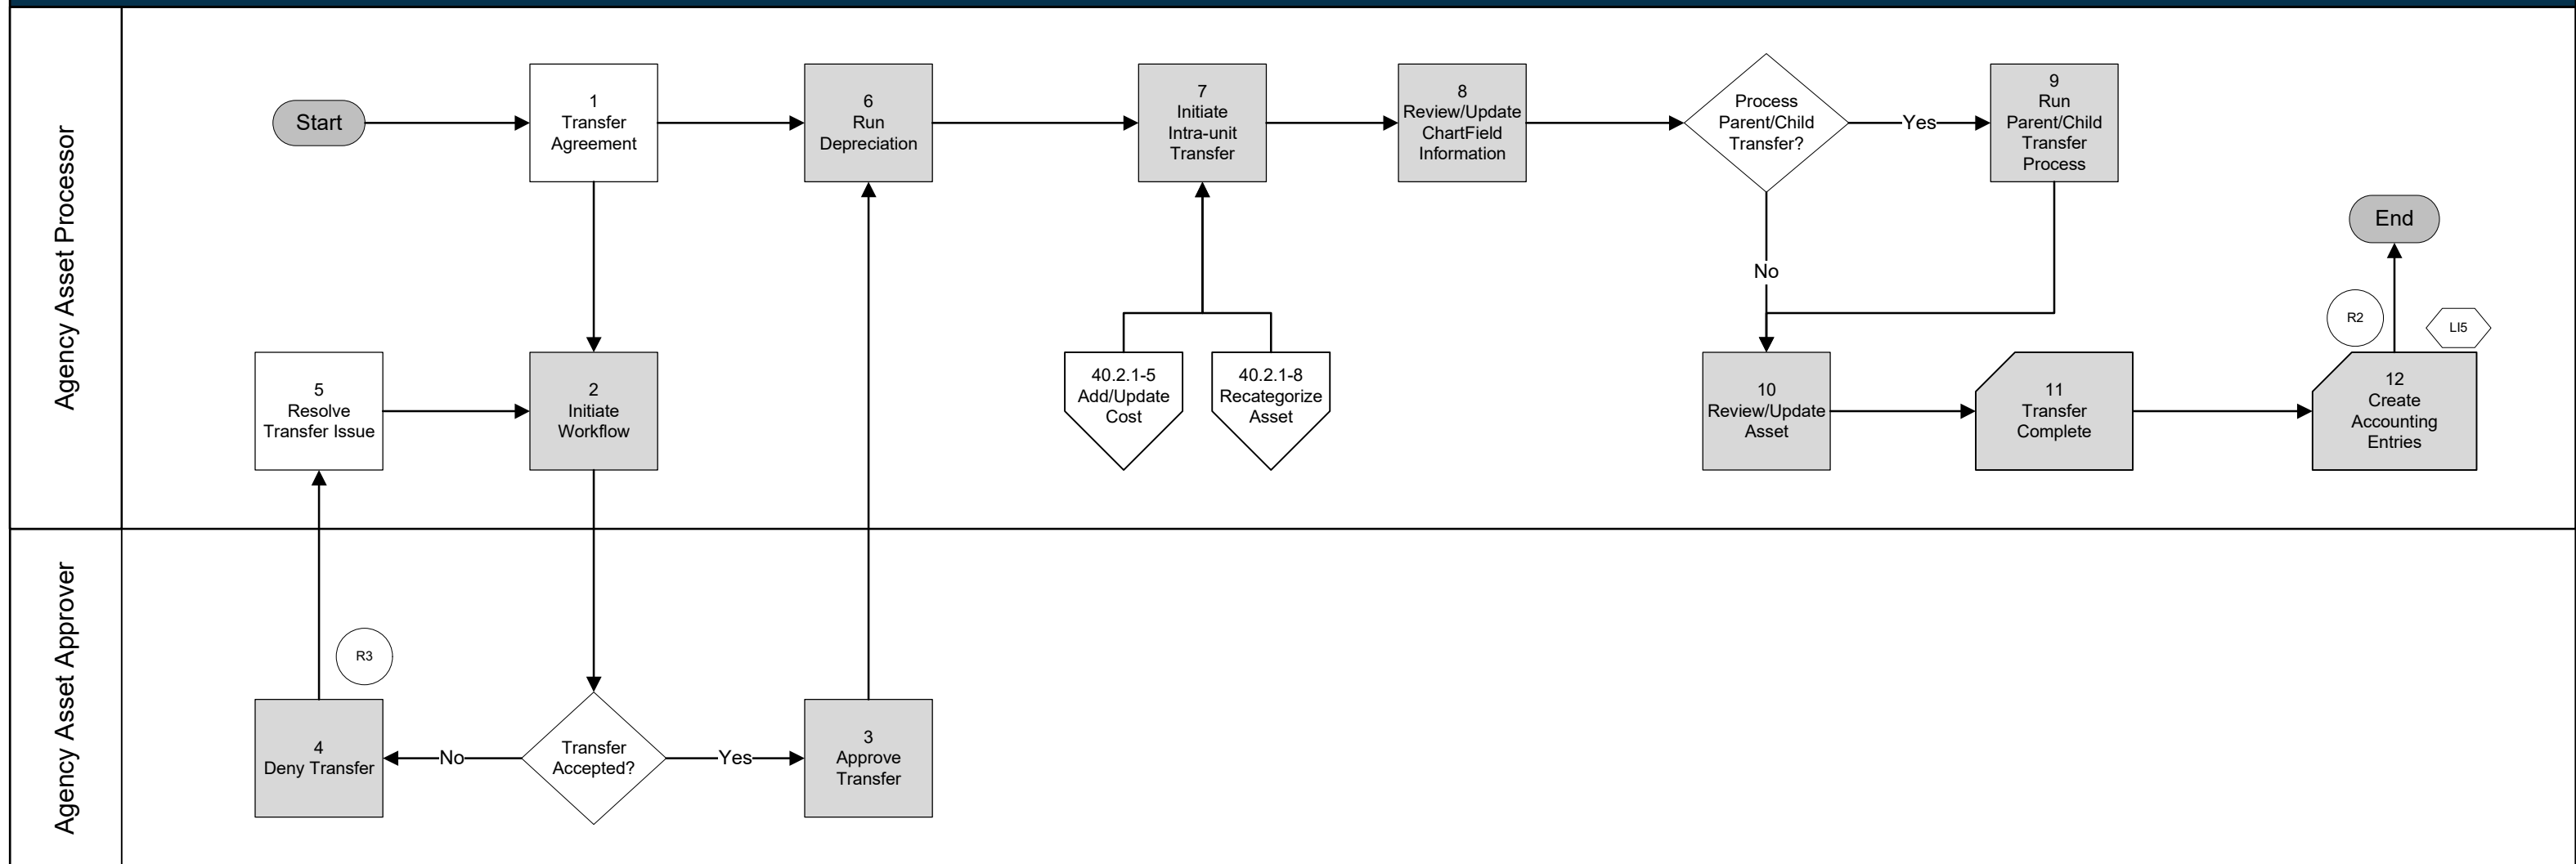 Agency Asset Processor
Start
1
Transfer
Agreement
6
Run
Depreciation
7
Initiate
Intra-unit
Transfer
8
Review/Update
ChartField
Information
Process
Parent/Child
Transfer?
Yes
9
Run
Parent/Child
Transfer
Process
No
End
R2
LI5
5
Resolve
Transfer Issue
2
Initiate
Workflow
40.2.1-5
Add/Update
Cost
40.2.1-8
Recategorize
Asset
10
Review/Update
Asset
11
Transfer
Complete
12
Create
Accounting
Entries
Agency Asset Approver
R3
4
Deny Transfer
No
Transfer
Accepted?
Yes
3
Approve
Transfer